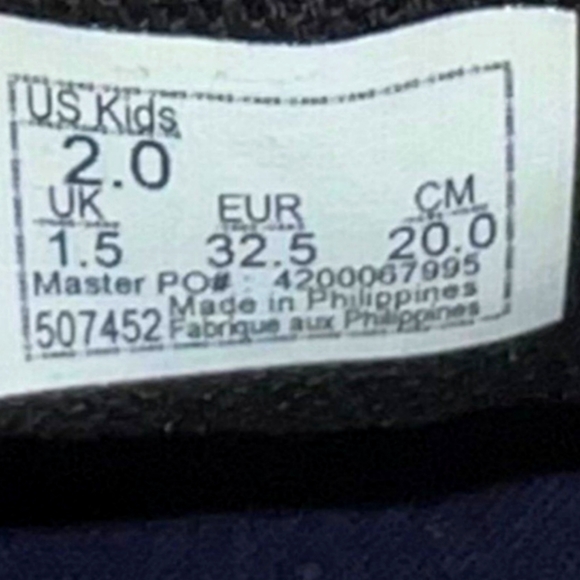 US Kids
2.0
UK EUR CM
1.5 32.5 20.0
Master PO# : 4200067995
Made in Philippines
507452 Fabrique aux Philippines